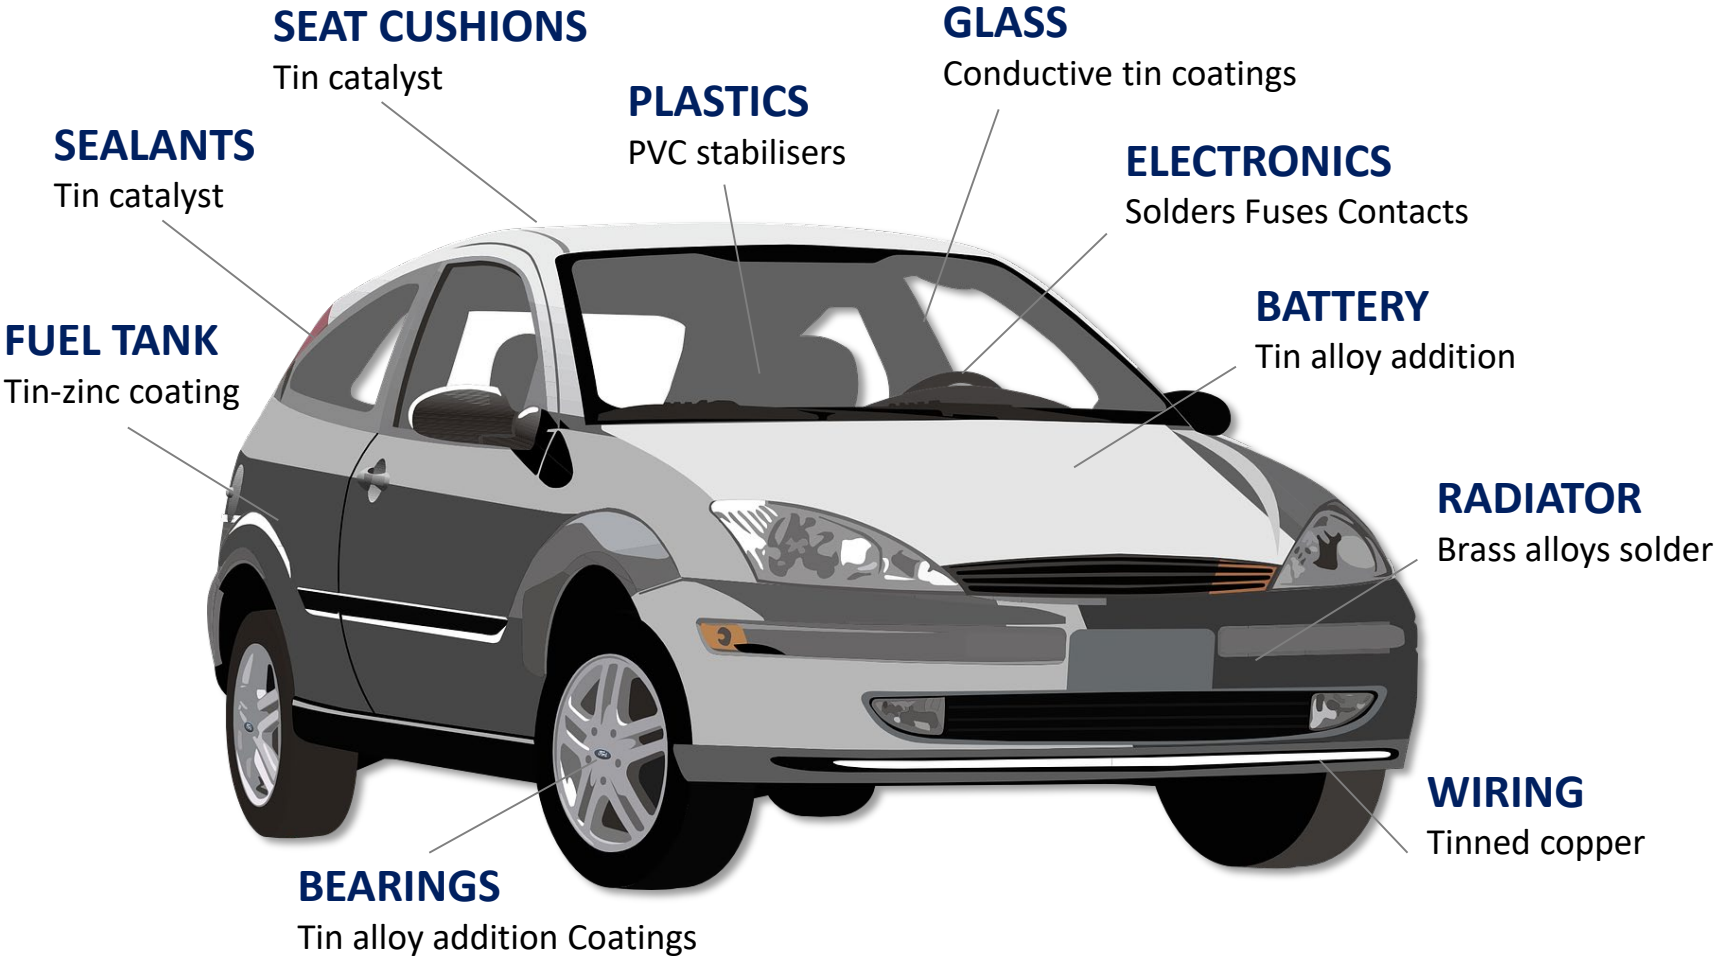 SEAT CUSHIONS
Tin catalyst
GLASS
Conductive tin coatings
PLASTICS
PVC stabilisers
SEALANTS
Tin catalyst
ELECTRONICS
Solders Fuses Contacts
FUEL TANK
Tin-zinc coating
BATTERY
Tin alloy addition
RADIATOR
Brass alloys solder
WIRING
Tinned copper
BEARINGS
Tin alloy addition Coatings